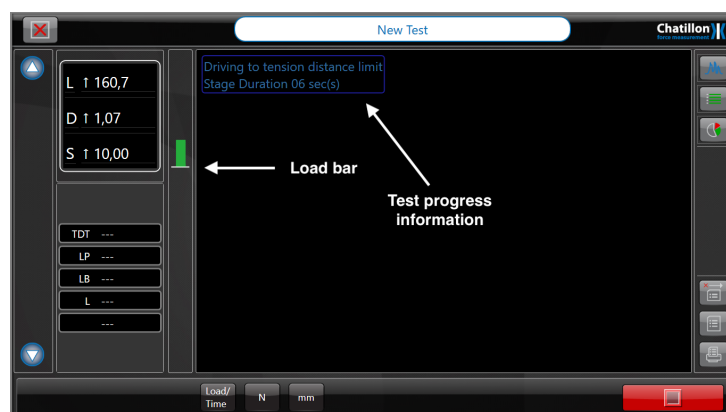 New Test
Chatillon
force measurement
L ↑ 160,7
D ↑ 1,07
S ↑ 10,00
Driving to tension distance limit
Stage Duration 06 sec(s)
Load bar
Test progress
information
TDT ---
LP ---
LB ---
L ---
---
Load/
Time
N
mm